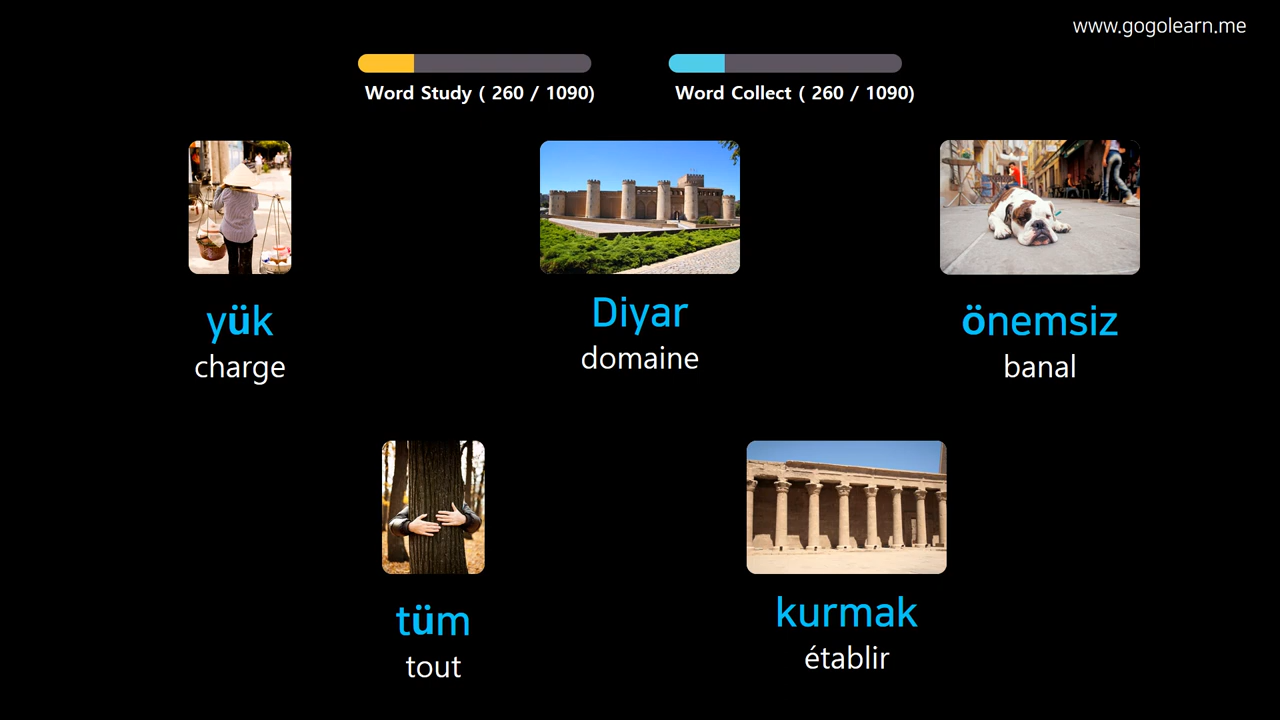 www.gogolearn.me
Word Study ( 260 / 1090)
Word Collect ( 260 / 1090)
yük
charge
Diyar
domaine
önemsiz
banal
tüm
tout
kurmak
établir